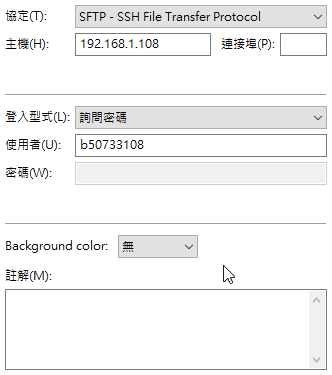 協定(T): SFTP - SSH File Transfer Protocol
主機(H): 192.168.1.108 連接埠(P):
登入型式(L): 詢問密碼
使用者(U): b50733108
密碼(W):
Background color: 無
註解(M):